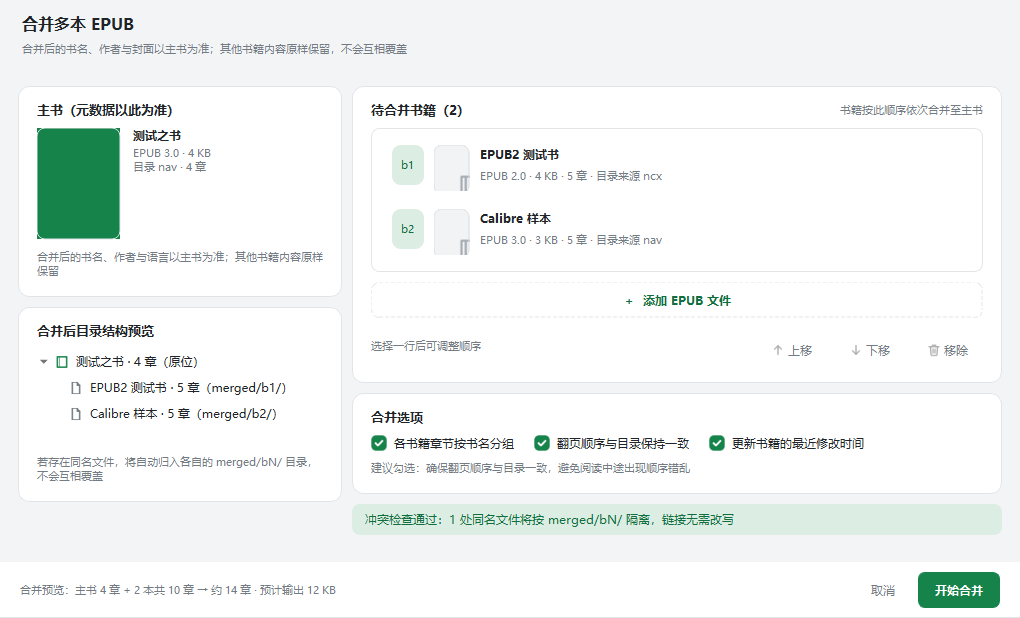 合并多本 EPUB
合并后的书名、作者与封面以主书为准；其他书籍内容原样保留，不会互相覆盖
主书（元数据以此为准）
测试之书
EPUB 3.0 · 4 KB
目录 nav · 4 章
合并后的书名、作者与语言以主书为准；其他书籍内容原样
保留
合并后目录结构预览
测试之书 · 4 章（原位）
EPUB2 测试书 · 5 章（merged/b1/）
Calibre 样本 · 5 章（merged/b2/）
若存在同名文件，将自动归入各自的 merged/bN/ 目录，
不会互相覆盖
待合并书籍（2）
书籍按此顺序依次合并至主书
b1
EPUB2 测试书
EPUB 2.0 · 4 KB · 5 章 · 目录来源 ncx
b2
Calibre 样本
EPUB 3.0 · 3 KB · 5 章 · 目录来源 nav
+ 添加 EPUB 文件
选择一行后可调整顺序
↑ 上移
↓ 下移
移除
合并选项
各书籍章节按书名分组
翻页顺序与目录保持一致
更新书籍的最近修改时间
建议勾选：确保翻页顺序与目录一致，避免阅读中途出现顺序错乱
冲突检查通过：1 处同名文件将按 merged/bN/ 隔离，链接无需改写
合并预览：主书 4 章 + 2 本共 10 章 → 约 14 章 · 预计输出 12 KB
取消
开始合并